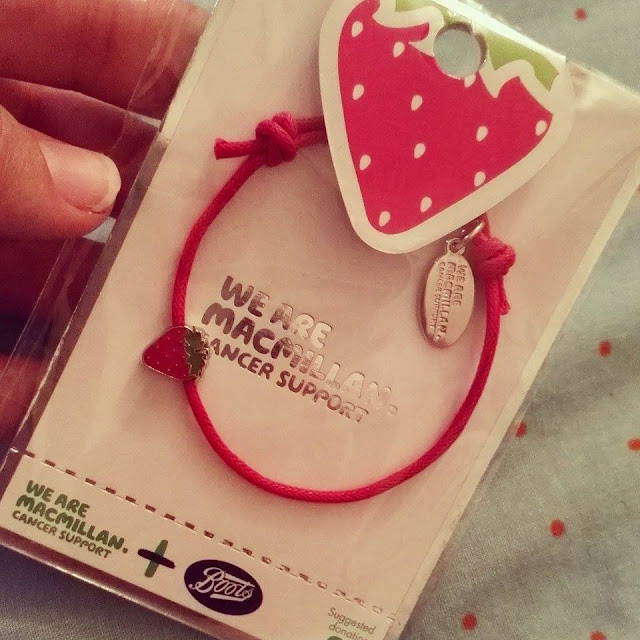 WE ARE
MACMILLAN.
CANCER SUPPORT
WE ARE
MACMILLAN.
CANCER SUPPORT
WE ARE
MACMILLAN.
CANCER SUPPORT
+
Boots
Suggested
donation